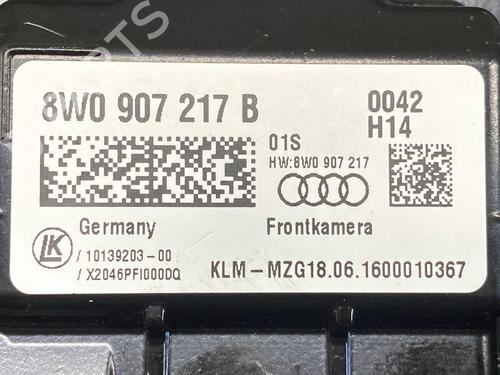 8W0 907 217 B
0042
01S
H14
HW:8W0 907 217
Germany
Frontkamera
LK
/ 10139203-00
/ X2046PFI000DQ
KLM-MZG18.06.1600010367